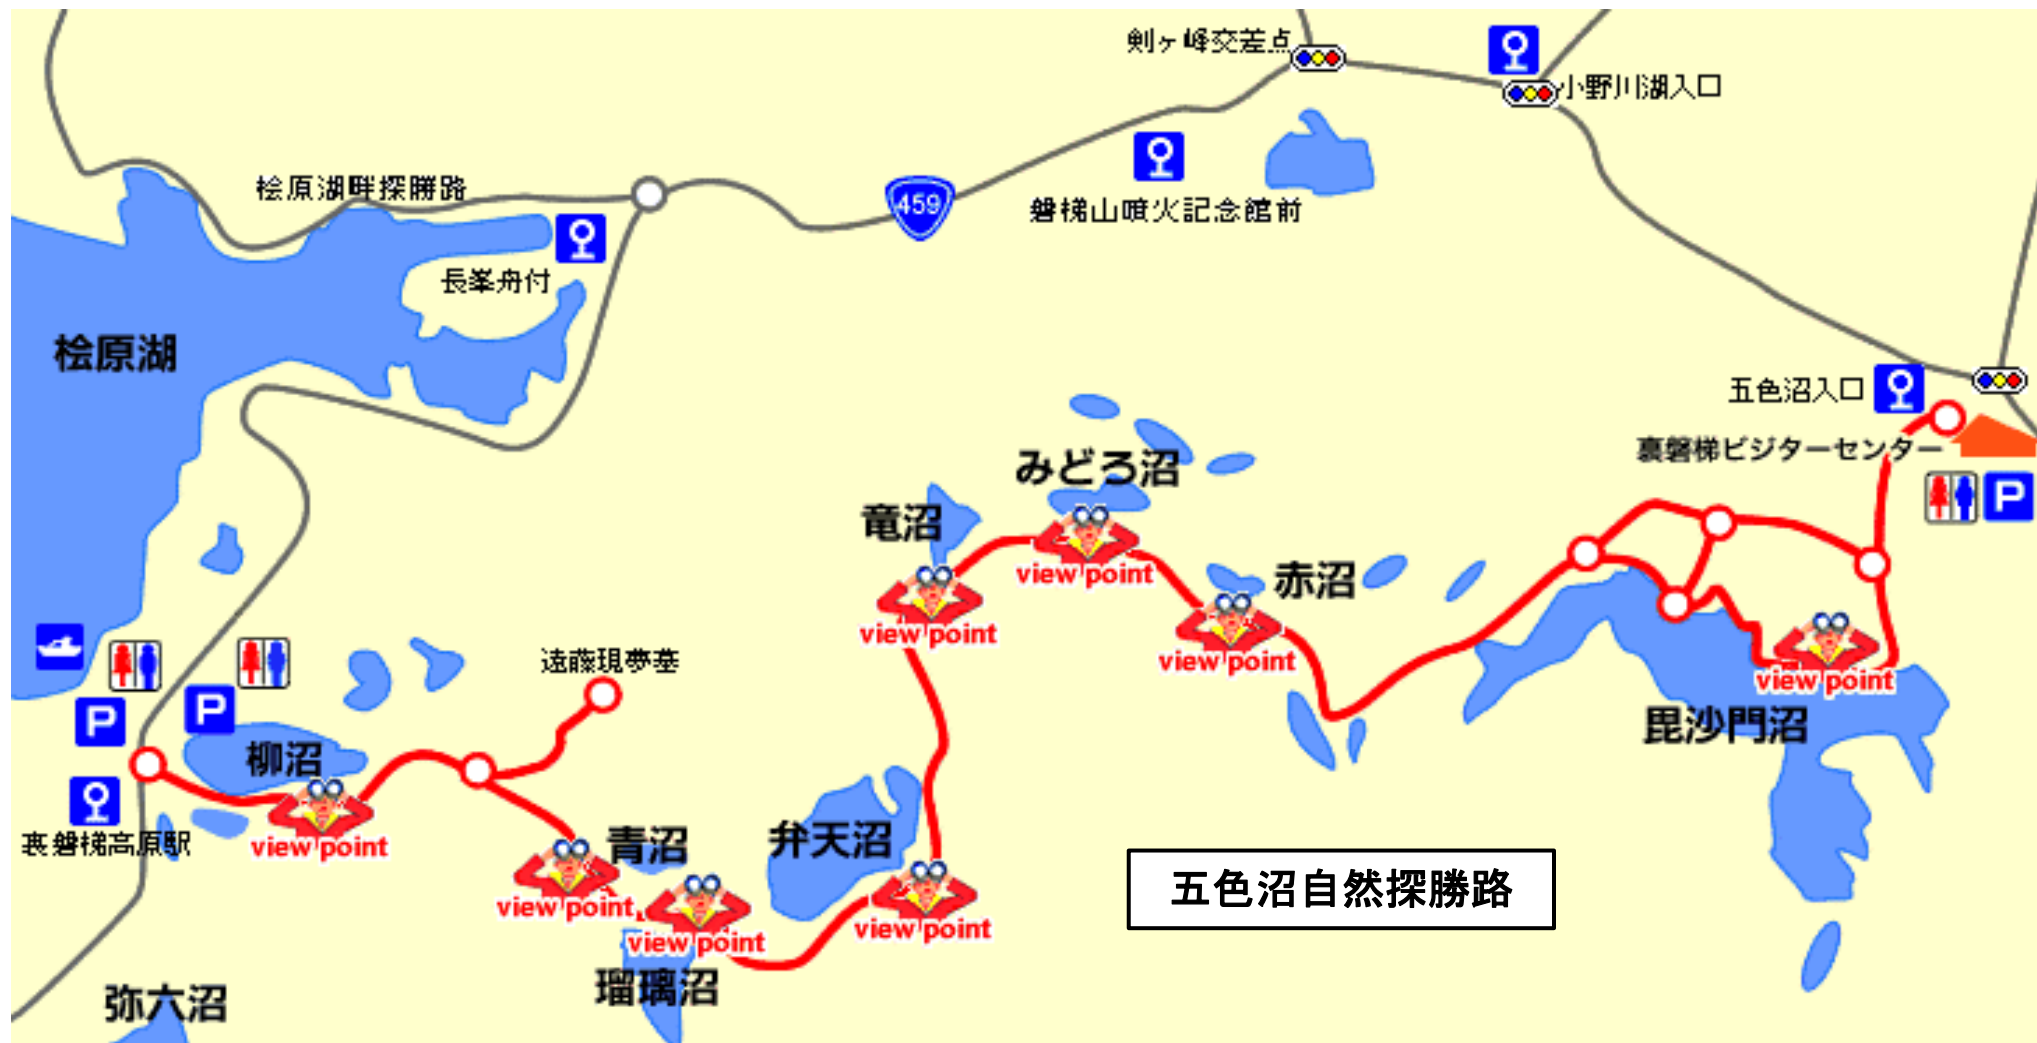 剣ヶ峰交差点
小野川湖入口
桧原湖畔探勝路
459
磐梯山噴火記念館前
長峯舟付
桧原湖
五色沼入口
裏磐梯ビジターセンター
P
みどろ沼
竜沼
view point
view point
赤沼
view point
view point
毘沙門沼
遠藤現夢墓
P
P
柳沼
view point
裏磐梯高原駅
青沼
view point
view point
瑠璃沼
弁天沼
view point
五色沼自然探勝路
弥六沼